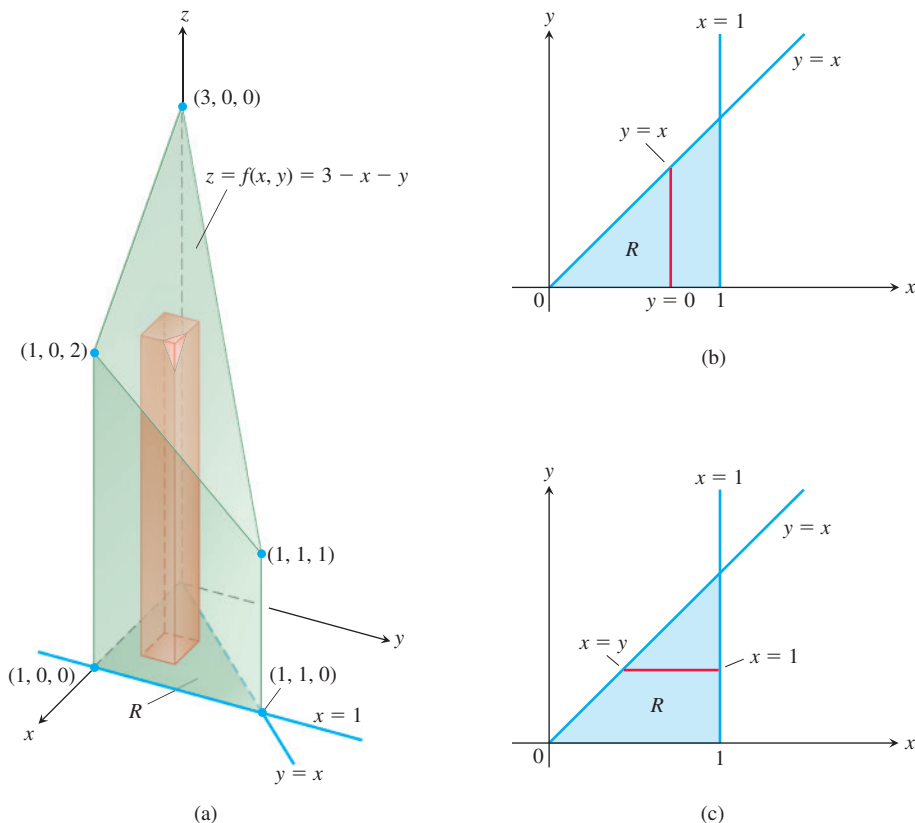 z
(3, 0, 0)
z = f(x, y) = 3 − x − y
(1, 0, 2)
(1, 1, 1)
y
(1, 0, 0)
(1, 1, 0)
R
x = 1
x
y = x
(a)
y
x = 1
y = x
y = x
R
x
0
y = 0
1
(b)
y
x = 1
y = x
x = y
x = 1
R
x
0
1
(c)